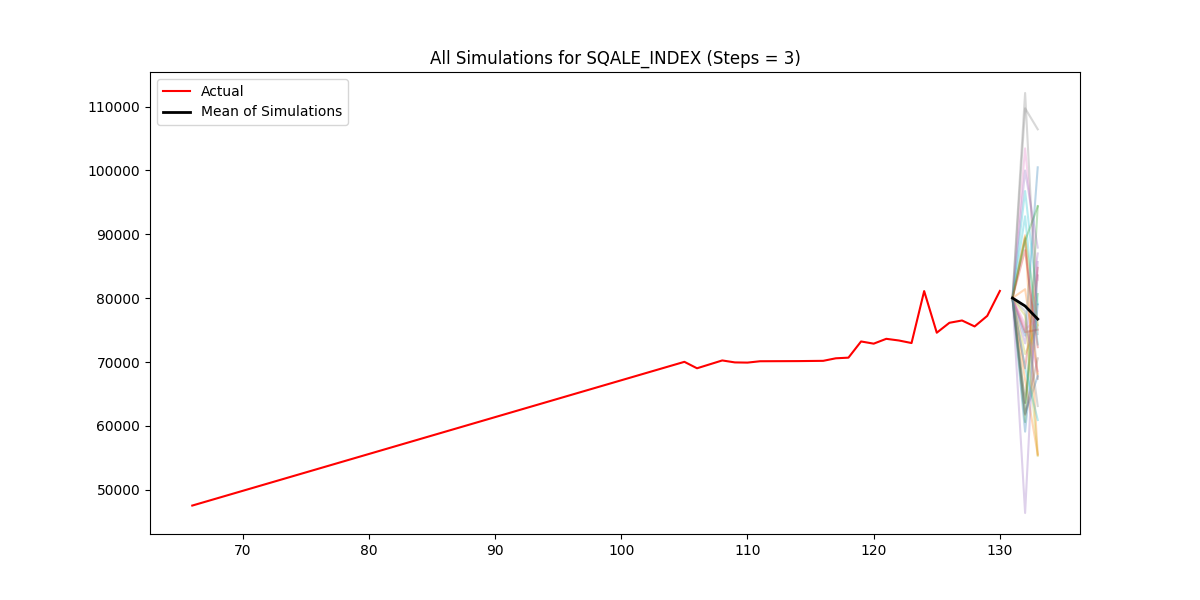 All Simulations for SQALE_INDEX (Steps = 3)
Actual
Mean of Simulations
110000
100000
90000
80000
70000
60000
50000
70 80 90 100 110 120 130